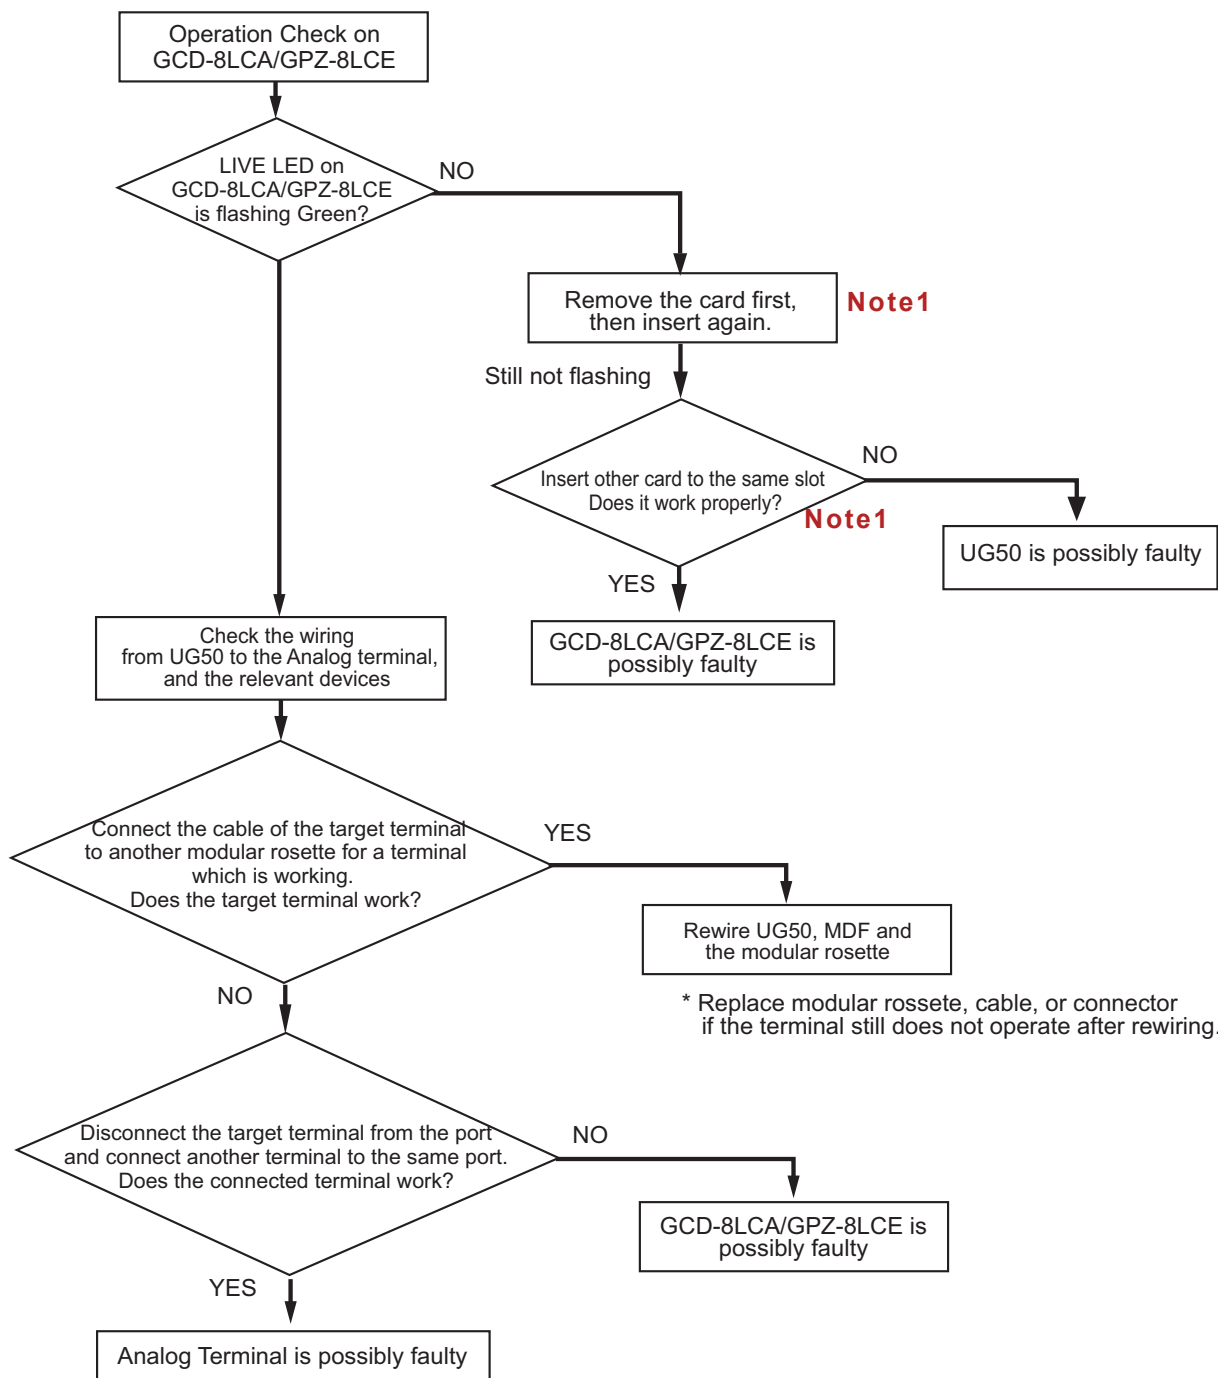 Operation Check on
GCD-8LCA/GPZ-8LCE
LIVE LED on
GCD-8LCA/GPZ-8LCE
is flashing Green?
NO
Remove the card first,
then insert again.
Note1
Still not flashing
Insert other card to the same slot
Does it work properly?
Note1
NO
UG50 is possibly faulty
YES
GCD-8LCA/GPZ-8LCE is
possibly faulty
Check the wiring
from UG50 to the Analog terminal,
and the relevant devices
Connect the cable of the target terminal
to another modular rosette for a terminal
which is working.
Does the target terminal work?
YES
Rewire UG50, MDF and
the modular rosette
* Replace modular rossete, cable, or connector
if the terminal still does not operate after rewiring.
NO
Disconnect the target terminal from the port
and connect another terminal to the same port.
Does the connected terminal work?
NO
GCD-8LCA/GPZ-8LCE is
possibly faulty
YES
Analog Terminal is possibly faulty